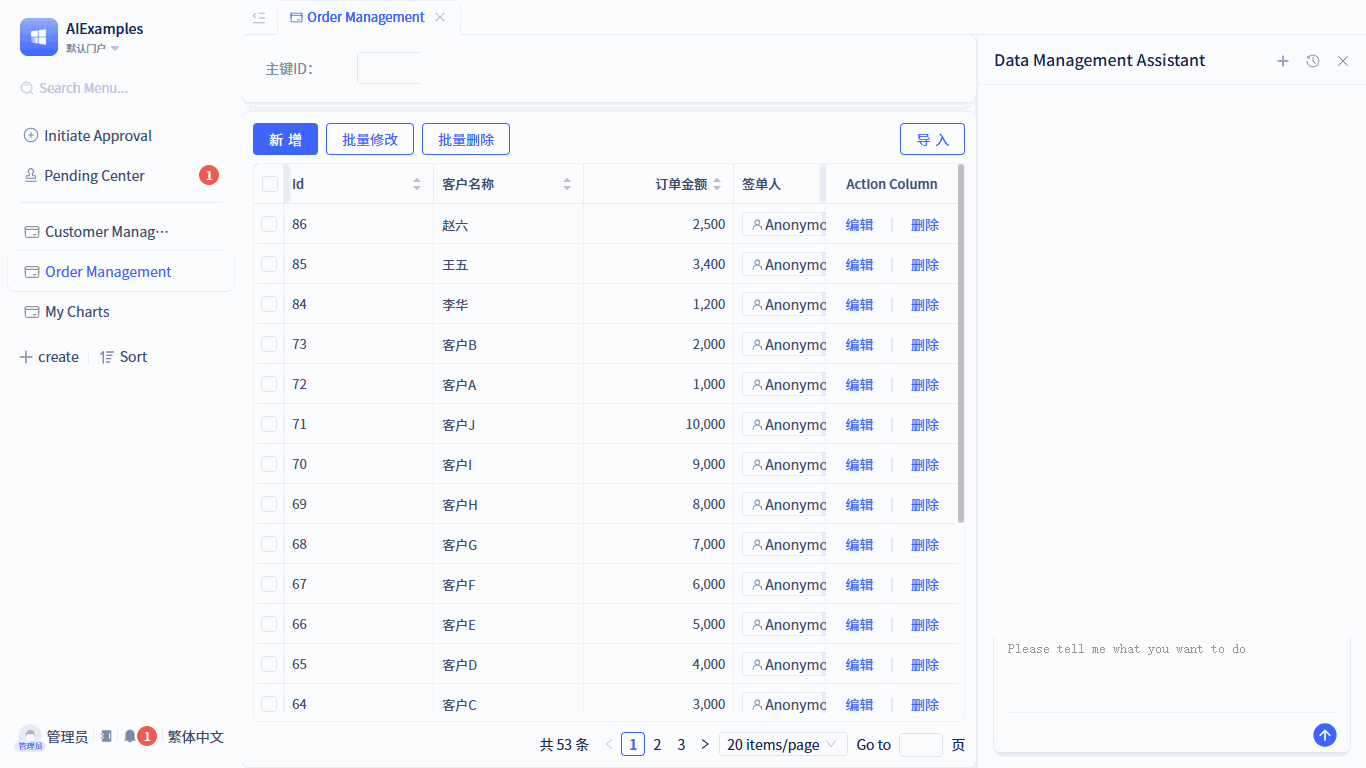 AIExamples
默认门户
Search Menu...
Initiate Approval
Pending Center 1
Customer Manag···
Order Management
My Charts
create Sort
管理员 管理员 1 繁体中文
Order Management
主键ID:
新 增 批量修改 批量删除 导 入
Id 客户名称 订单金额 签单人 Action Column
86 赵六 2,500 Anonymo 编辑 删除
85 王五 3,400 Anonymo 编辑 删除
84 李华 1,200 Anonymo 编辑 删除
73 客户B 2,000 Anonymo 编辑 删除
72 客户A 1,000 Anonymo 编辑 删除
71 客户J 10,000 Anonymo 编辑 删除
70 客户I 9,000 Anonymo 编辑 删除
69 客户H 8,000 Anonymo 编辑 删除
68 客户G 7,000 Anonymo 编辑 删除
67 客户F 6,000 Anonymo 编辑 删除
66 客户E 5,000 Anonymo 编辑 删除
65 客户D 4,000 Anonymo 编辑 删除
64 客户C 3,000 Anonymo 编辑 删除
共 53 条 1 2 3 20 items/page Go to 页
Data Management Assistant
Please tell me what you want to do